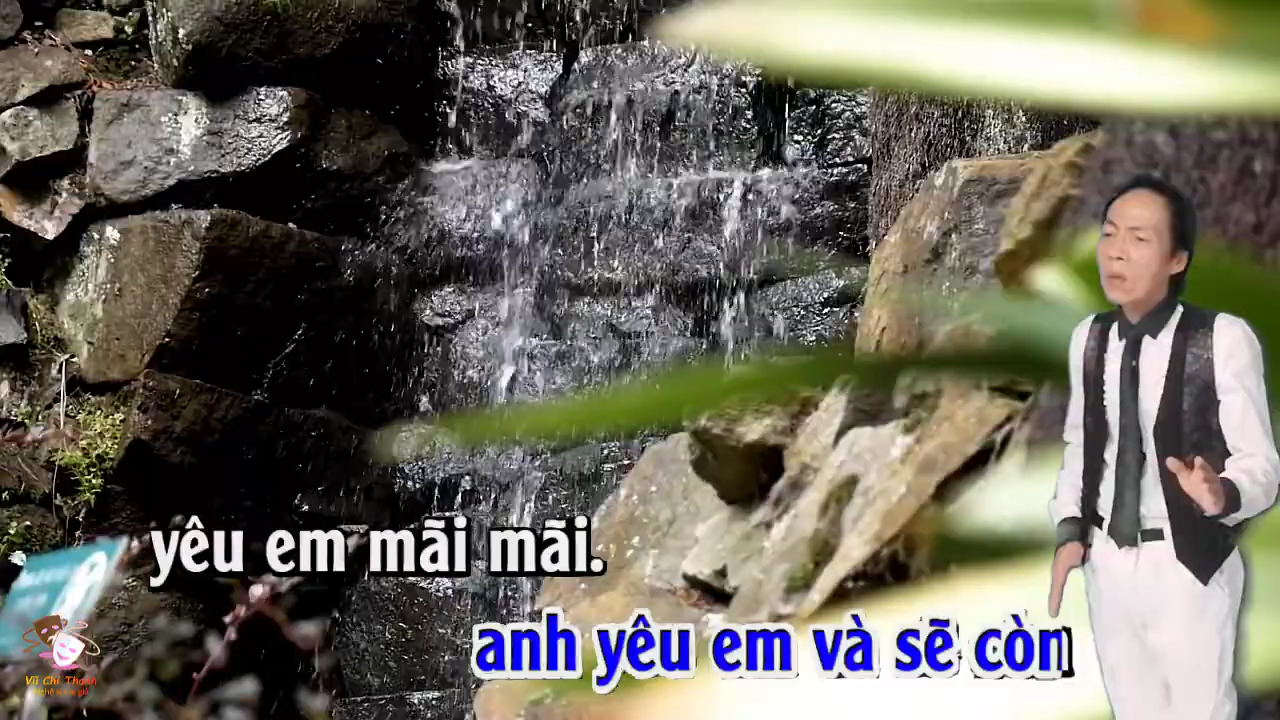 yêu em mãi mãi.
anh yêu em và sẽ còn
Vũ Chí Thanh